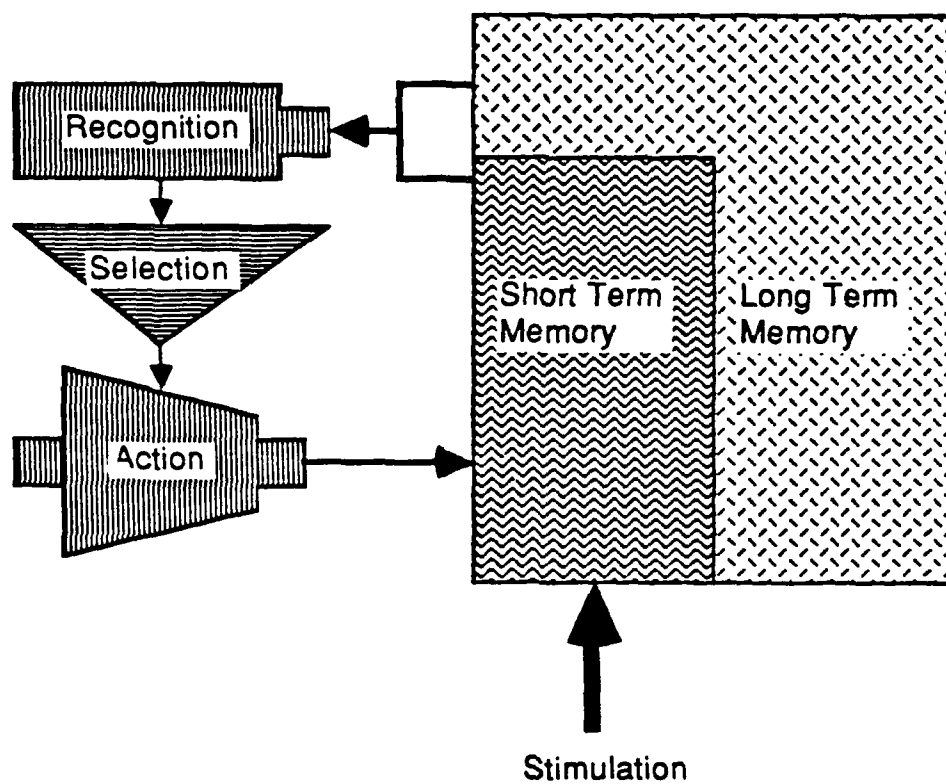 Recognition
Selection
Short Term
Memory
Long Term
Memory
Action
Stimulation